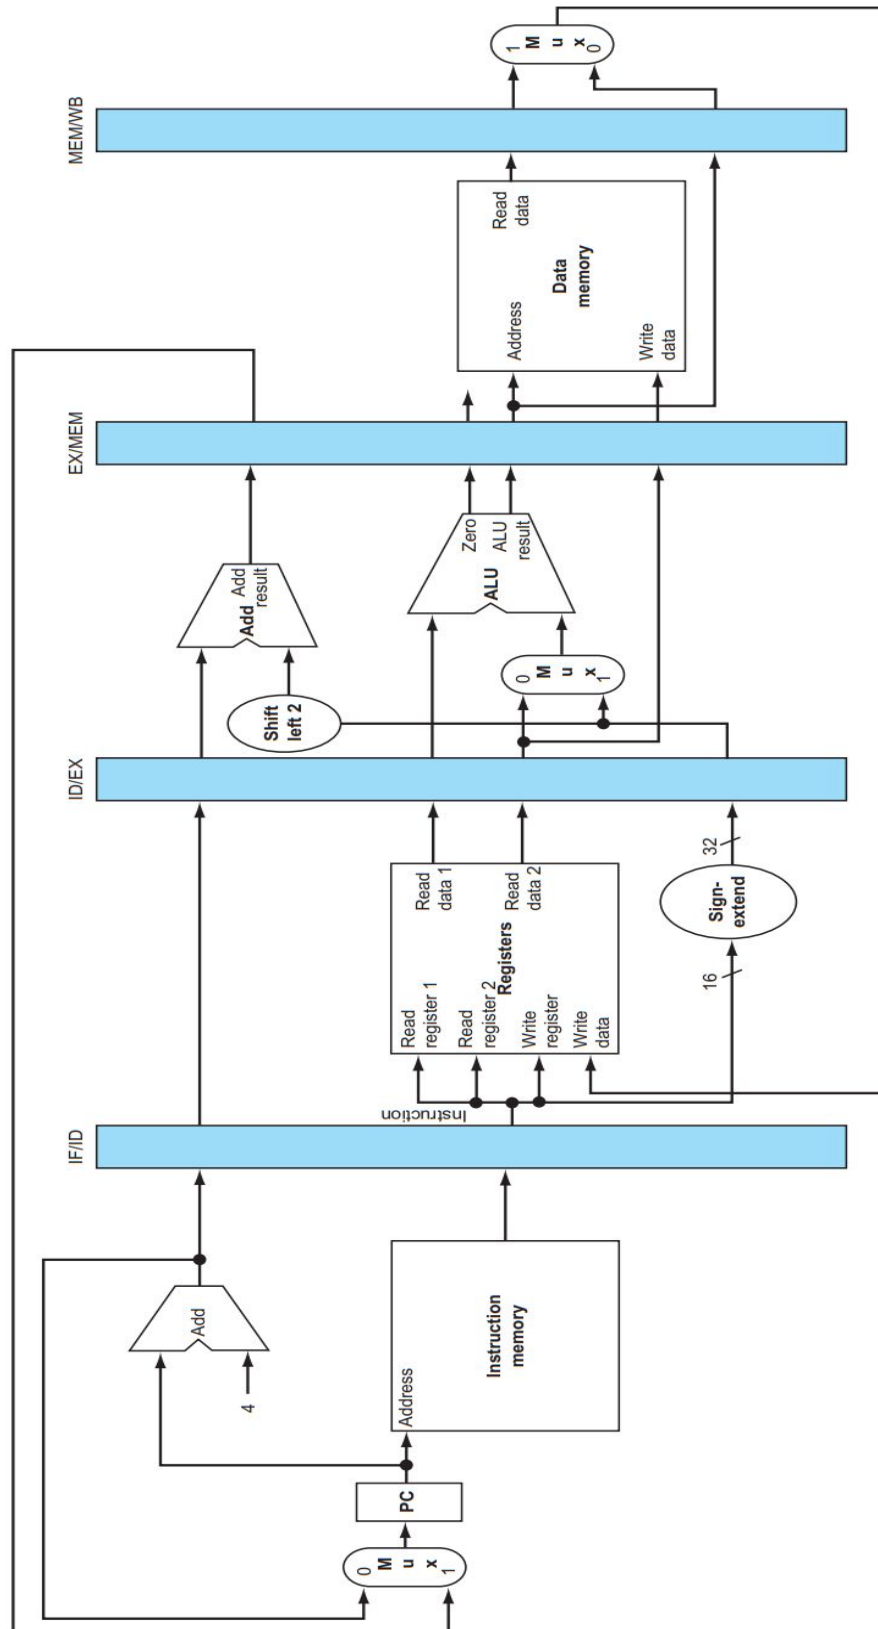 IF/ID
ID/EX
EX/MEM
MEM/WB
0
M
u
x
1
PC
4
Add
Address
Instruction
memory
Instruction
Read
register 1
Read
register 2
Registers
Write
register
Write
data
Read
data 1
Read
data 2
16
Sign-
extend
32
Shift
left 2
Add
Add
result
0
M
u
x
1
ALU
Zero
ALU
result
Address
Write
data
Data
memory
Read
data
1
M
u
x
0